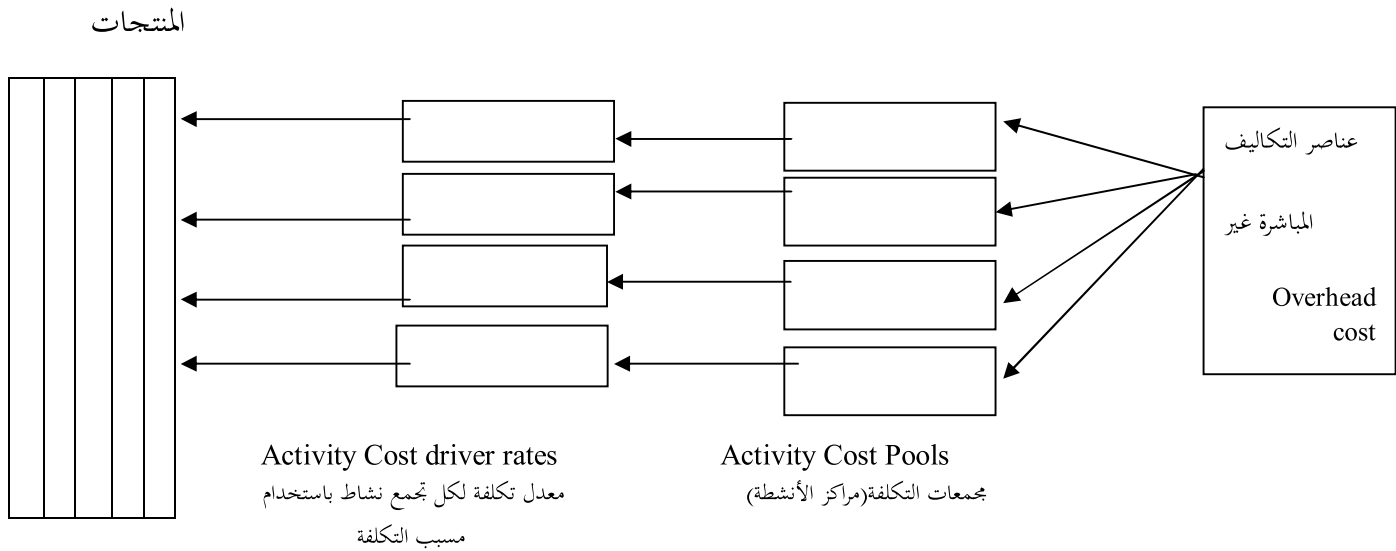 المنتجات
عناصر التكاليف
المباشرة غير
Overhead
cost
Activity Cost Pools
مجمعات التكلفة(مراكز الأنشطة)
Activity Cost driver rates
معدل تكلفة لكل تجمع نشاط باستخدام
مسبب التكلفة